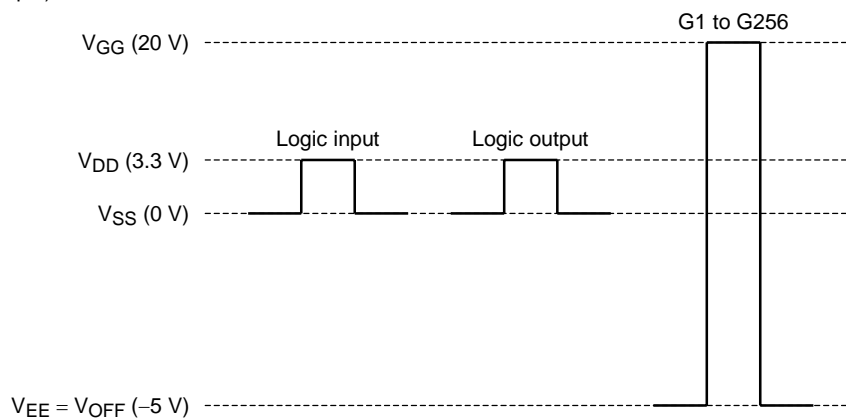 G1 to G256
VGG (20 V)
Logic input
Logic output
VDD (3.3 V)
VSS (0 V)
VEE = VOFF (−5 V)